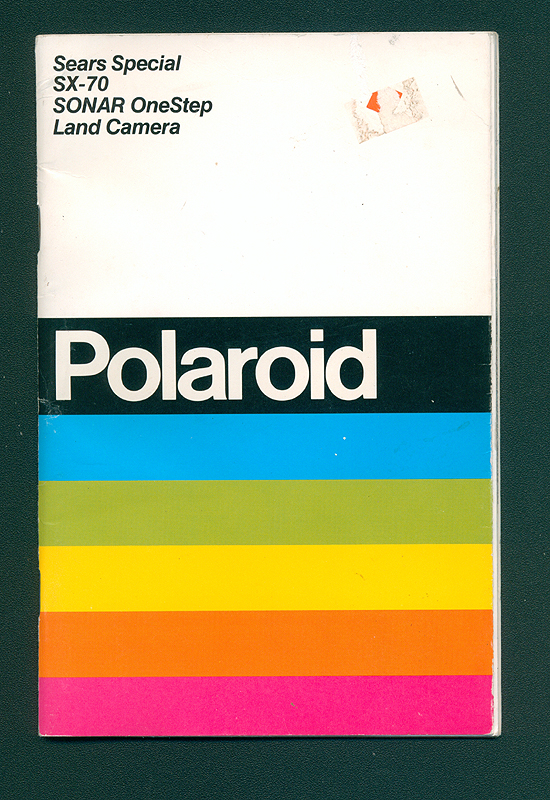 Sears Special
SX-70
SONAR OneStep
Land Camera
Polaroid